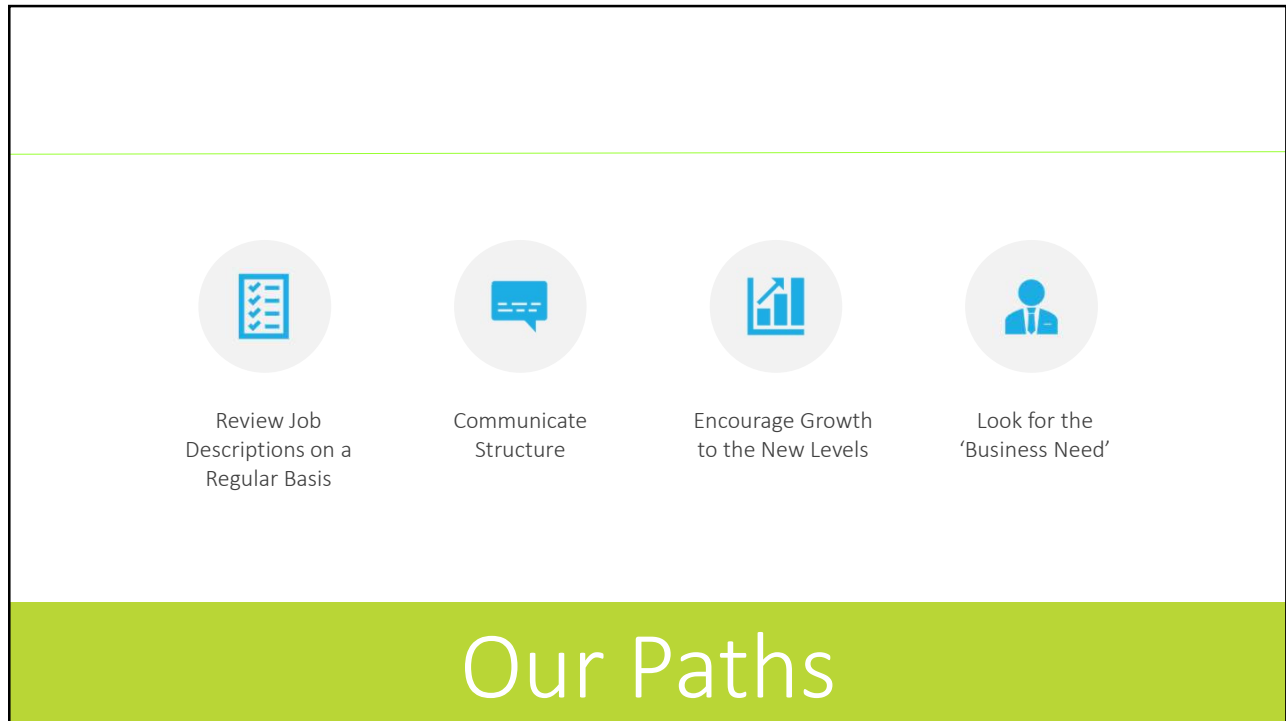 Review Job
Descriptions on a
Regular Basis
Communicate
Structure
Encourage Growth
to the New Levels
Look for the
‘Business Need’
Our Paths